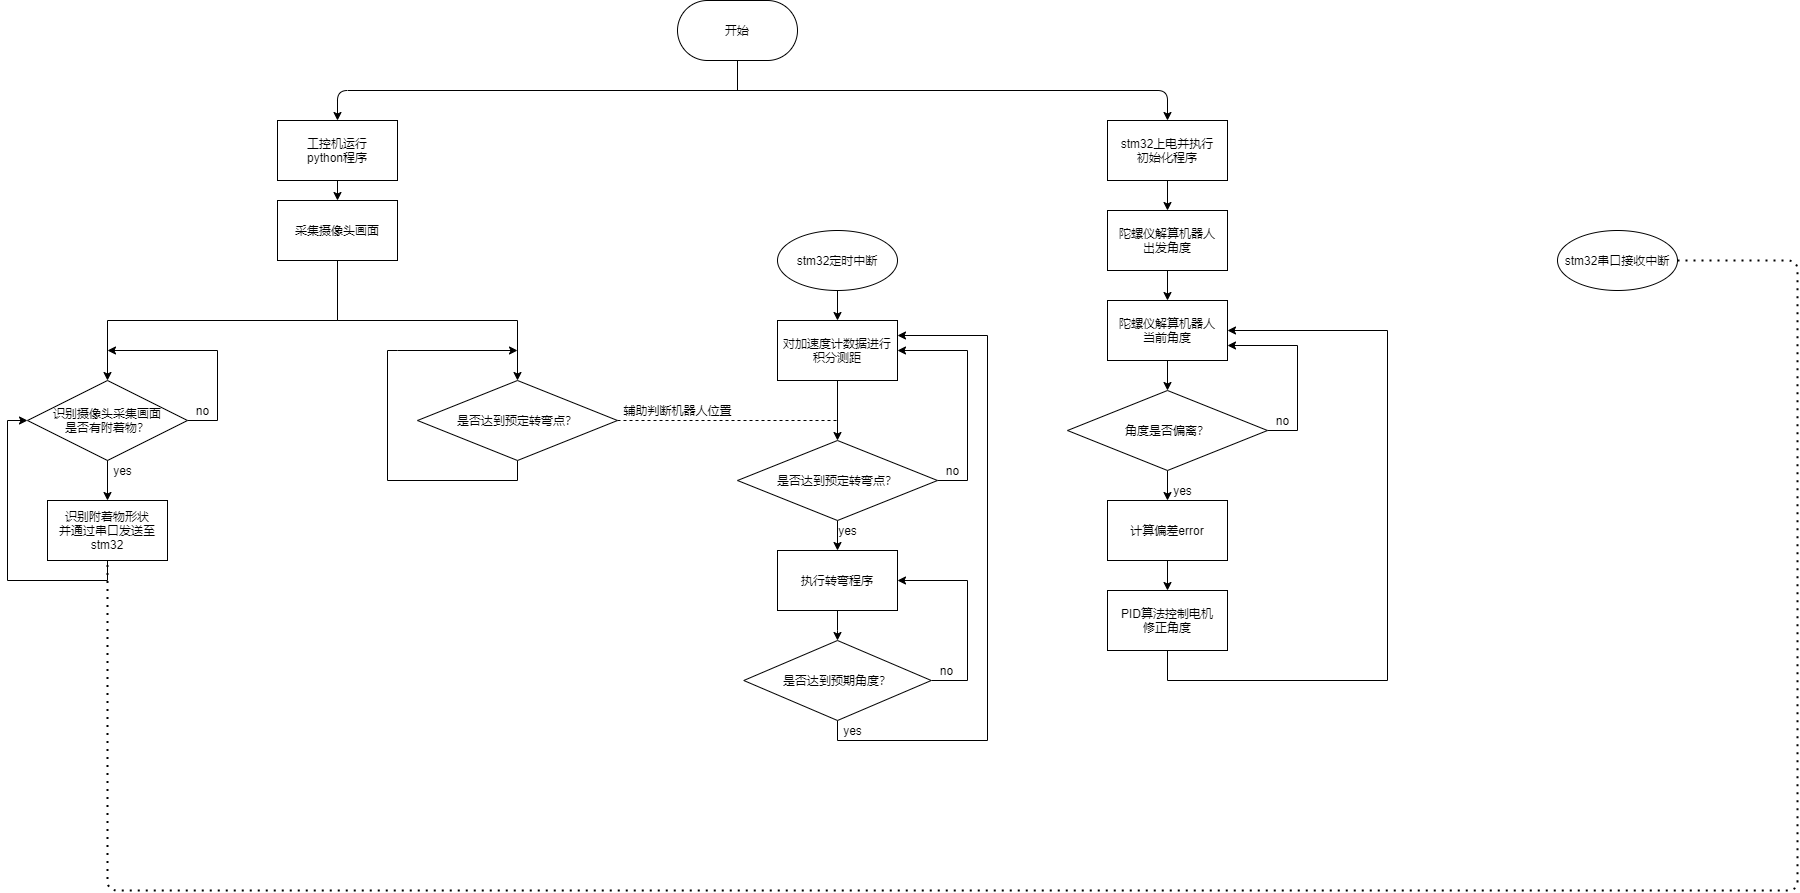 开始
工控机运行
python程序
采集摄像头画面
识别摄像头采集画面
是否有附着物?
no
yes
识别附着物形状
并通过串口发送至
stm32
是否达到预定转弯点?
辅助判断机器人位置
stm32定时中断
对加速度计数据进行
积分测距
是否达到预定转弯点?
no
yes
执行转弯程序
是否达到预期角度?
no
yes
stm32上电并执行
初始化程序
陀螺仪解算机器人
出发角度
陀螺仪解算机器人
当前角度
角度是否偏离?
no
yes
计算偏差error
PID算法控制电机
修正角度
stm32串口接收中断